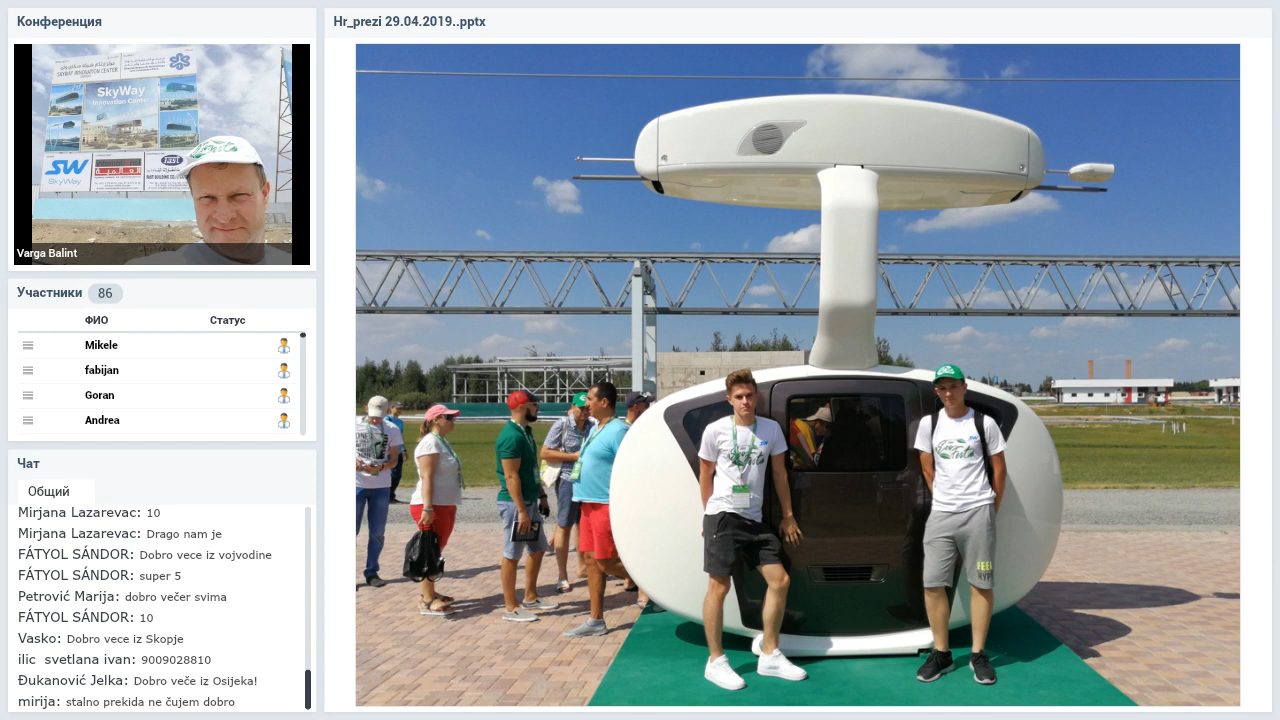 Конференция
SKYWAY INNOVATION CENTER
SkyWay
Innovation Center
SW
SkyWay
Varga Balint
Участники 86
ФИО Статус
Mikele
fabijan
Goran
Andrea
Чат
Общий
Mirjana Lazarevac: 10
Mirjana Lazarevac: Drago nam je
FÁTYOL SÁNDOR: Dobro vece iz vojvodine
FÁTYOL SÁNDOR: super 5
Petrović Marija: dobro večer svima
FÁTYOL SÁNDOR: 10
Vasko: Dobro vece iz Skopje
ilic svetlana ivan: 9009028810
Đukanović Jelka: Dobro veče iz Osijeka!
mirija: stalno prekida ne čujem dobro
Hr_prezi 29.04.2019..pptx